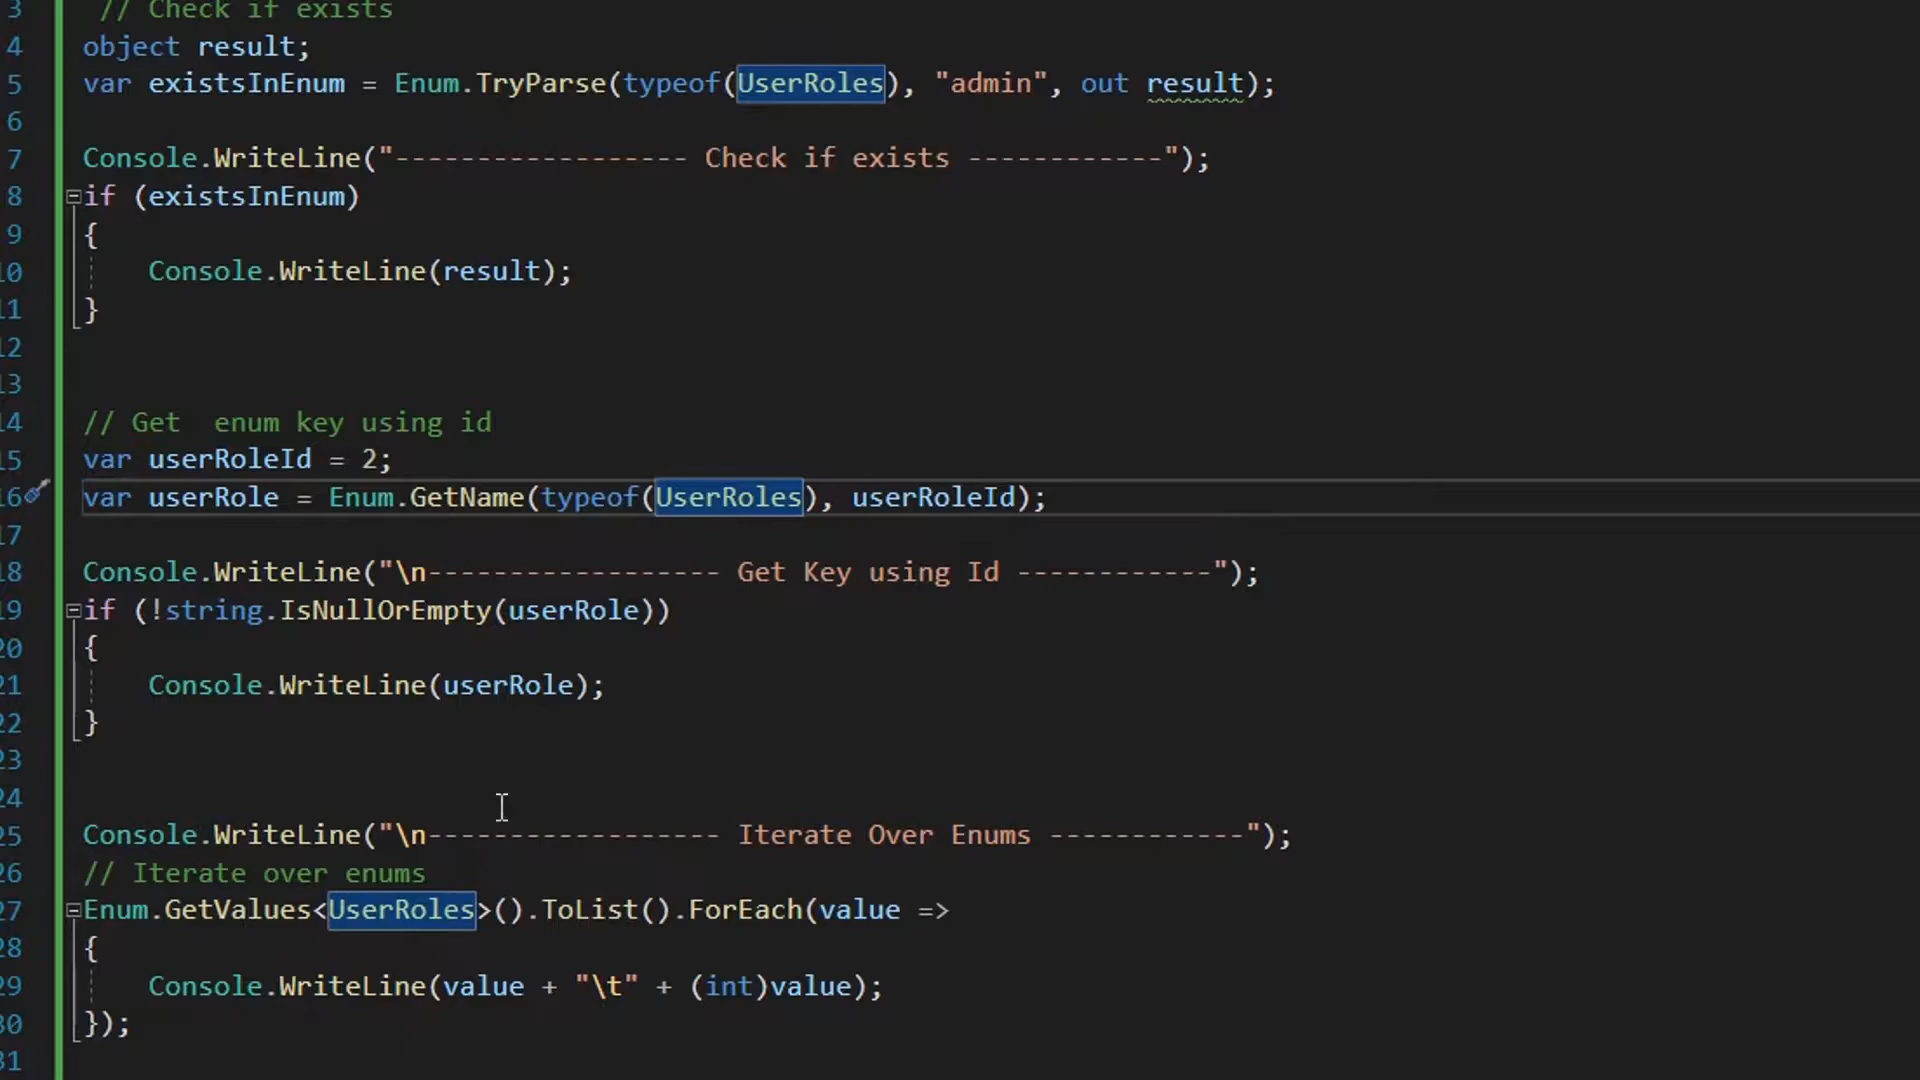 3 // Check if exists
4 object result;
5 var existsInEnum = Enum.TryParse(typeof(UserRoles), "admin", out result);
6
7 Console.WriteLine("------------------ Check if exists ------------");
8 if (existsInEnum)
9 {
10 Console.WriteLine(result);
11 }
12
13
14 // Get  enum key using id
15 var userRoleId = 2;
16 var userRole = Enum.GetName(typeof(UserRoles), userRoleId);
17
18 Console.WriteLine("\n------------------ Get Key using Id ------------");
19 if (!string.IsNullOrEmpty(userRole))
20 {
21 Console.WriteLine(userRole);
22 }
23
24
25 Console.WriteLine("\n------------------ Iterate Over Enums ------------");
26 // Iterate over enums
27 Enum.GetValues<UserRoles>().ToList().ForEach(value =>
28 {
29 Console.WriteLine(value + "\t" + (int)value);
30 });
31